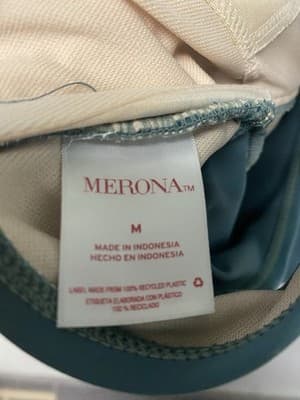 MERONA™
M
MADE IN INDONESIA
HECHO EN INDONESIA
LABEL MADE FROM 100% RECYCLED PLASTIC
ETIQUETA ELABORADA CON PLÁSTICO
100 % RECICLADO